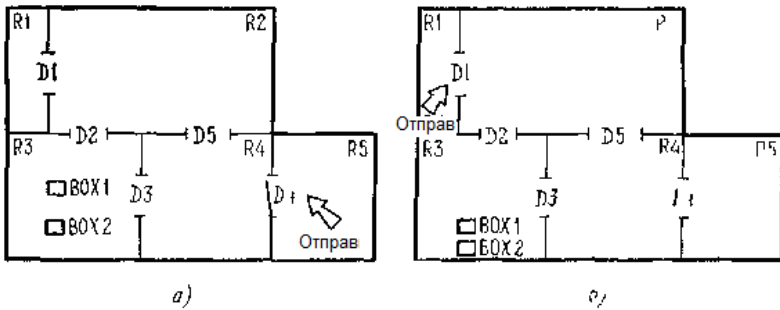 R1 R2 R1 P
D1 D1
Отправ
R3 D2 D5 R4 R5 R3 D2 D5 R4
BOX1 D3 D3
BOX2 BOX1
Отправ BOX2
а)